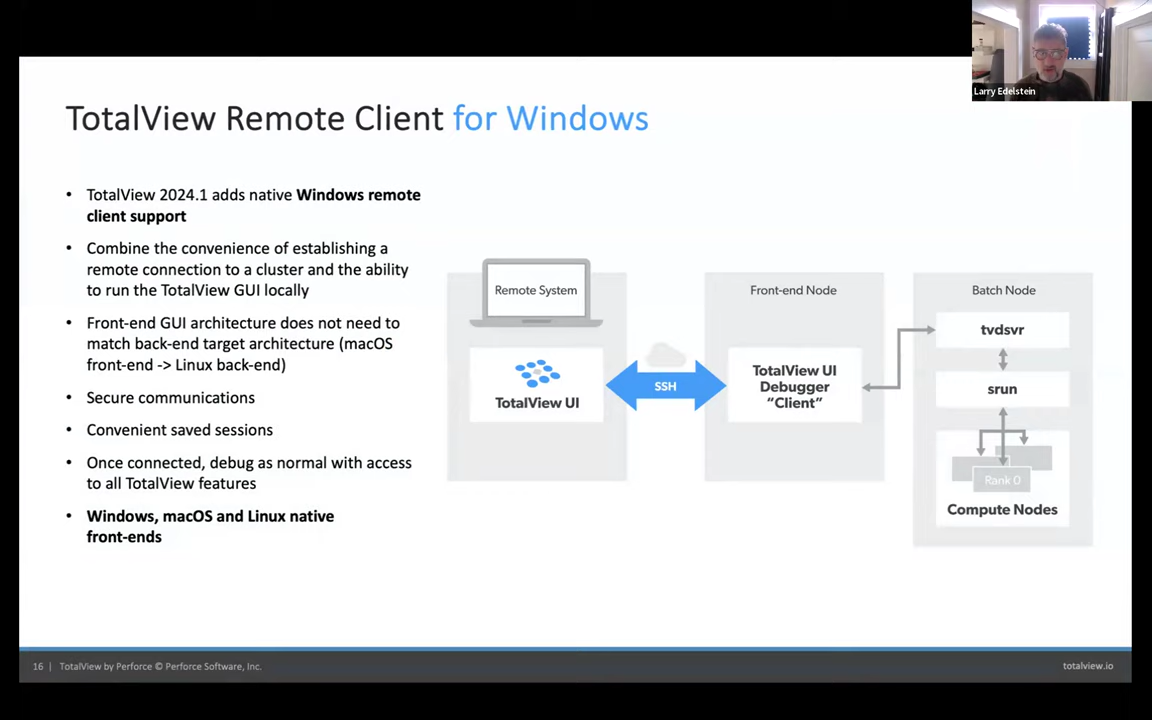 Larry Edelstein
TotalView Remote Client for Windows
• TotalView 2024.1 adds native Windows remote
client support
• Combine the convenience of establishing a
remote connection to a cluster and the ability
to run the TotalView GUI locally
• Front-end GUI architecture does not need to
match back-end target architecture (macOS
front-end -> Linux back-end)
• Secure communications
• Convenient saved sessions
• Once connected, debug as normal with access
to all TotalView features
• Windows, macOS and Linux native
front-ends
Remote System
TotalView UI
SSH
Front-end Node
TotalView UI
Debugger
“Client”
Batch Node
tvdsvr
srun
Rank 0
Compute Nodes
16 | TotalView by Perforce © Perforce Software, Inc.
totalview.io